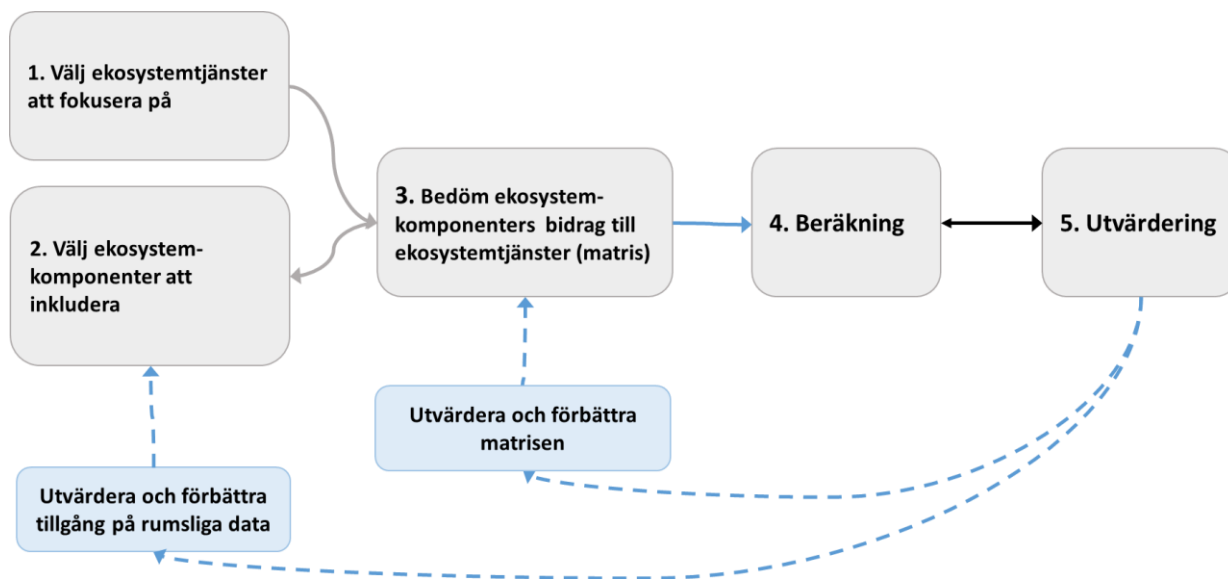 1. Välj ekosystemtjänster
att fokusera på
2. Välj ekosystem-
komponenter att
inkludera
3. Bedöm ekosystem-
komponenters bidrag till
ekosystemtjänster (matris)
4. Beräkning
5. Utvärdering
Utvärdera och förbättra
matrisen
Utvärdera och förbättra
tillgång på rumsliga data